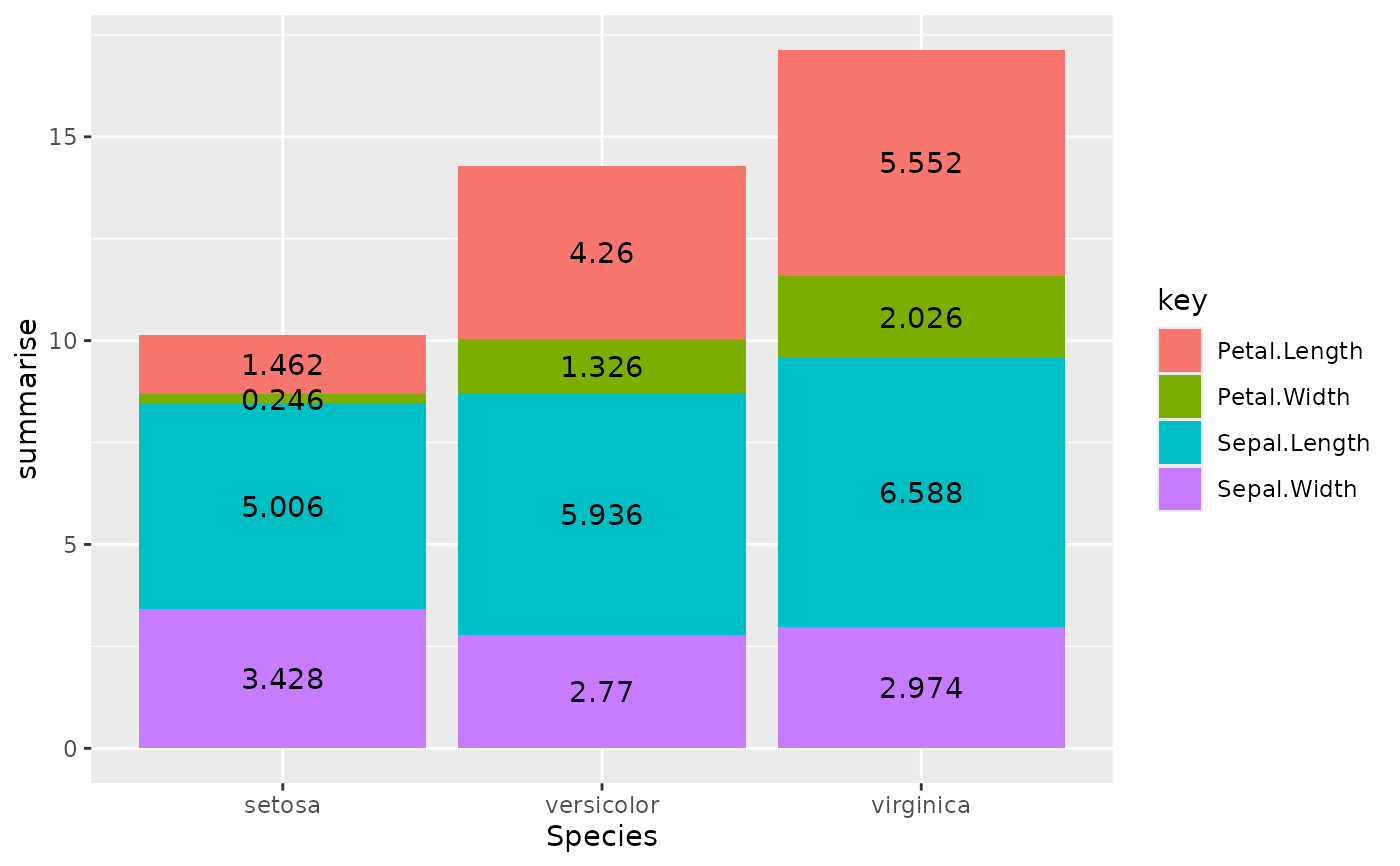 summarise
15
10
5
0
1.462
0.246
5.006
3.428
4.26
1.326
5.936
2.77
5.552
2.026
6.588
2.974
setosa versicolor virginica
Species
key
Petal.Length
Petal.Width
Sepal.Length
Sepal.Width